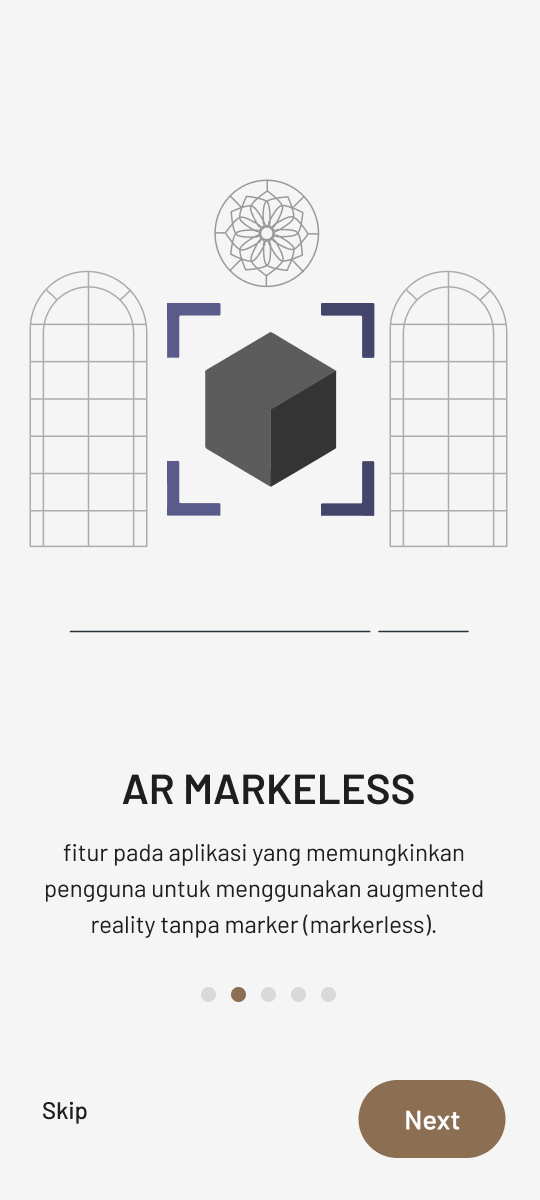 AR MARKELESS
fitur pada aplikasi yang memungkinkan
pengguna untuk menggunakan augmented
reality tanpa marker (markerless).
Skip
Next